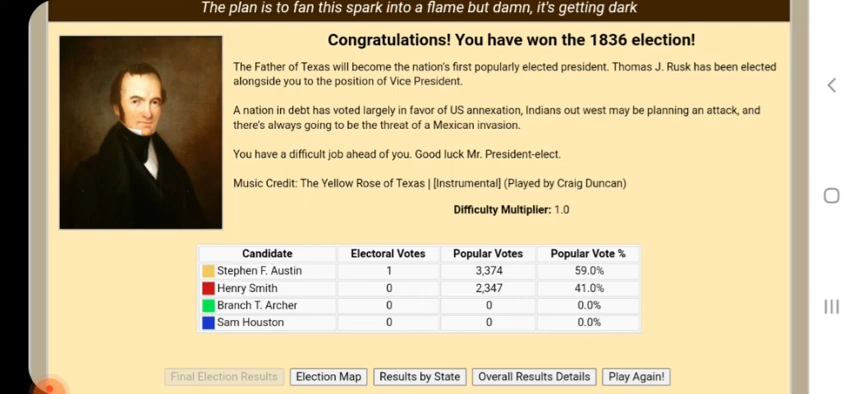 The plan is to fan this spark into a flame but damn, it's getting dark
Congratulations! You have won the 1836 election!
The Father of Texas will become the nation's first popularly elected president. Thomas J. Rusk has been elected
alongside you to the position of Vice President.
A nation in debt has voted largely in favor of US annexation, Indians out west may be planning an attack, and
there's always going to be the threat of a Mexican invasion.
You have a difficult job ahead of you. Good luck Mr. President-elect.
Music Credit: The Yellow Rose of Texas | [Instrumental] (Played by Craig Duncan)
Difficulty Multiplier: 1.0
Candidate Electoral Votes Popular Votes Popular Vote %
Stephen F. Austin 1 3,374 59.0%
Henry Smith 0 2,347 41.0%
Branch T. Archer 0 0 0.0%
Sam Houston 0 0 0.0%
Final Election Results Election Map Results by State Overall Results Details Play Again!